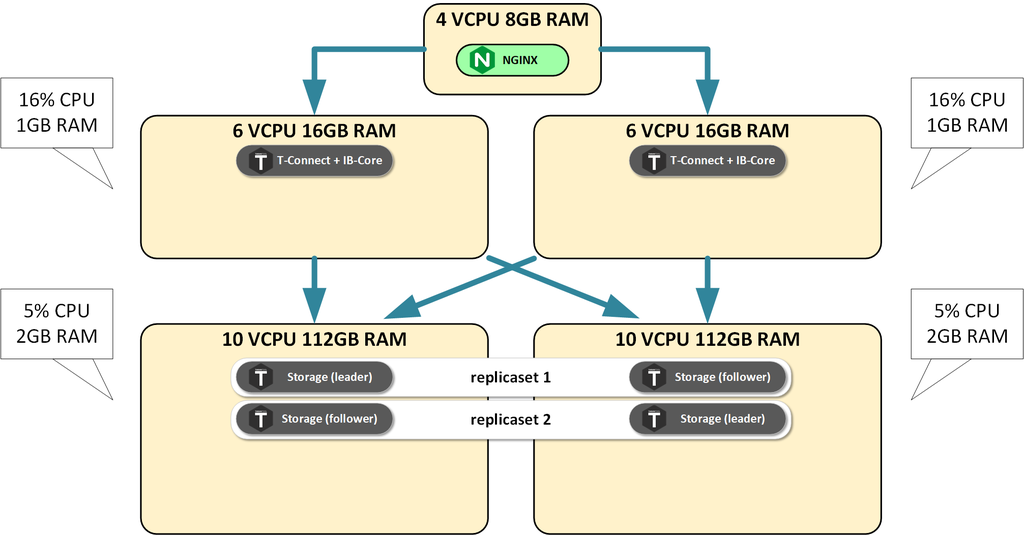 4 VCPU 8GB RAM
NGINX
16% CPU
1GB RAM
6 VCPU 16GB RAM
T-Connect + IB-Core
6 VCPU 16GB RAM
T-Connect + IB-Core
16% CPU
1GB RAM
5% CPU
2GB RAM
10 VCPU 112GB RAM
10 VCPU 112GB RAM
5% CPU
2GB RAM
Storage (leader)
replicaset 1
Storage (follower)
Storage (follower)
replicaset 2
Storage (leader)